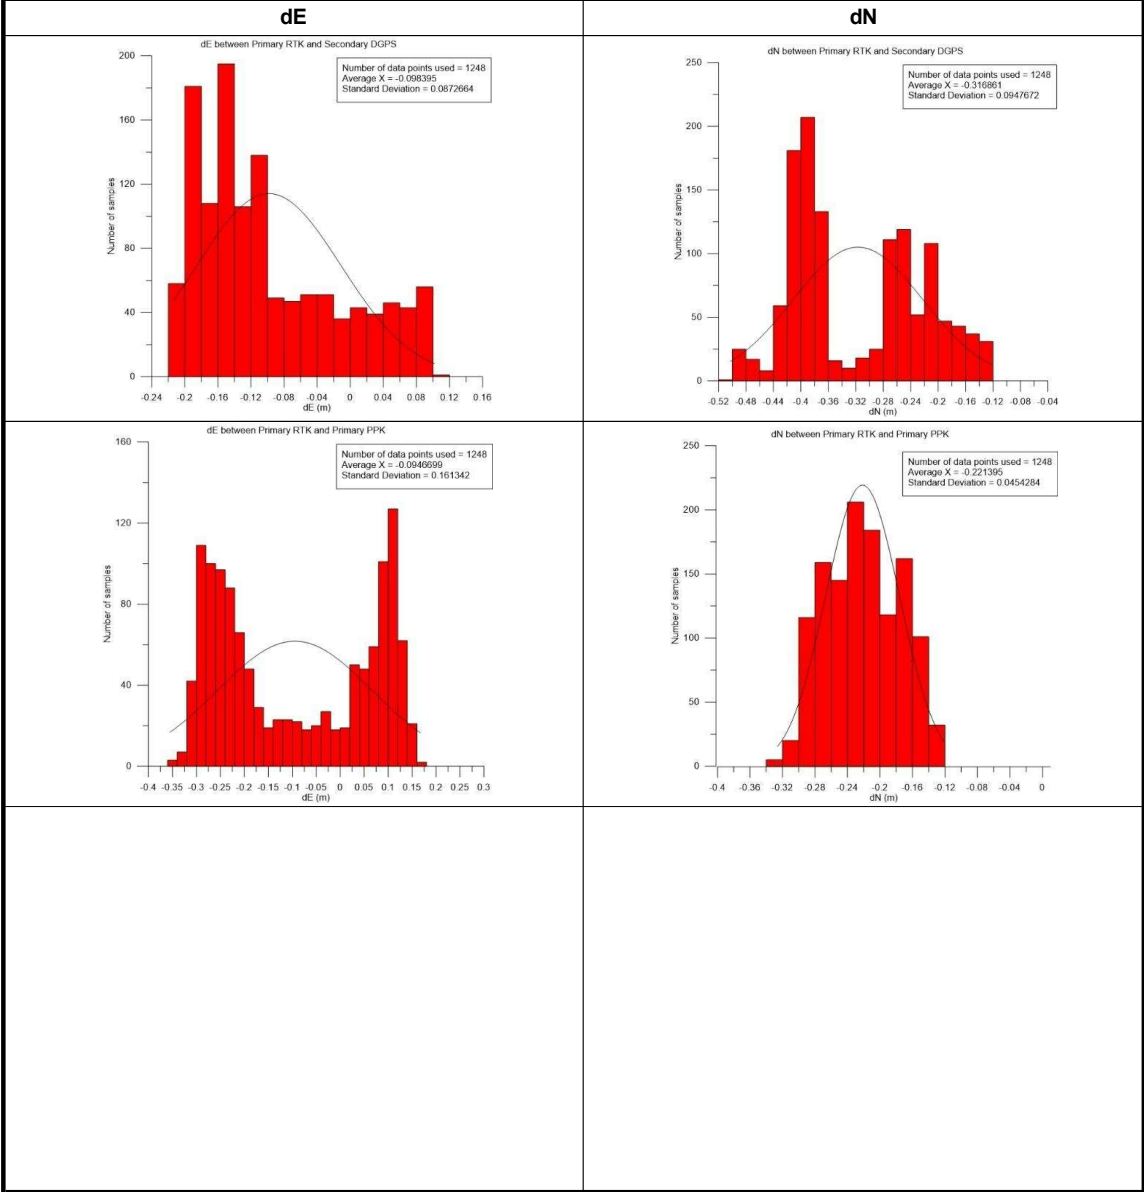 dE
dN
dE between Primary RTK and Secondary DGPS
Number of data points used = 1248
Average X = -0.098395
Standard Deviation = 0.0872664
Number of samples
200
160
120
80
40
0
-0.24 -0.2 -0.16 -0.12 -0.08 -0.04 0 0.04 0.08 0.12 0.16
dE (m)
dN between Primary RTK and Secondary DGPS
Number of data points used = 1248
Average X = -0.316861
Standard Deviation = 0.0947672
Number of samples
250
200
150
100
50
0
-0.52 -0.48 -0.44 -0.4 -0.36 -0.32 -0.28 -0.24 -0.2 -0.16 -0.12 -0.08 -0.04
dN (m)
dE between Primary RTK and Primary PPK
Number of data points used = 1248
Average X = -0.0946699
Standard Deviation = 0.161342
Number of samples
160
120
80
40
0
-0.4 -0.35 -0.3 -0.25 -0.2 -0.15 -0.1 -0.05 0 0.05 0.1 0.15 0.2 0.25 0.3
dE (m)
dN between Primary RTK and Primary PPK
Number of data points used = 1248
Average X = -0.221395
Standard Deviation = 0.0454284
Number of samples
250
200
150
100
50
0
-0.4 -0.36 -0.32 -0.28 -0.24 -0.2 -0.16 -0.12 -0.08 -0.04 0
dN (m)